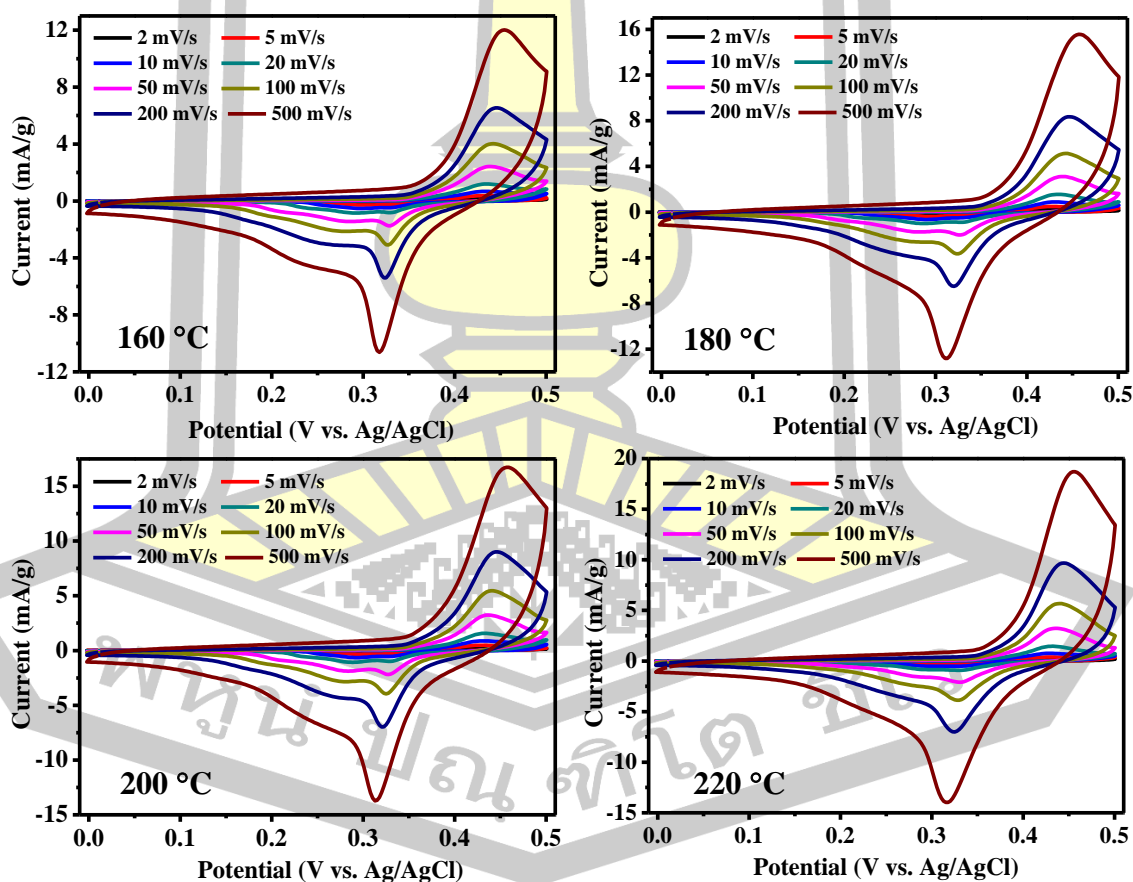 12
8
4
0
-4
-8
-12
Current (mA/g)
2 mV/s 5 mV/s
10 mV/s 20 mV/s
50 mV/s 100 mV/s
200 mV/s 500 mV/s
160 °C
0.0 0.1 0.2 0.3 0.4 0.5
Potential (V vs. Ag/AgCl)
16
12
8
4
0
-4
-8
-12
Current (mA/g)
2 mV/s 5 mV/s
10 mV/s 20 mV/s
50 mV/s 100 mV/s
200 mV/s 500 mV/s
180 °C
0.0 0.1 0.2 0.3 0.4 0.5
Potential (V vs. Ag/AgCl)
15
10
5
0
-5
-10
-15
Current (mA/g)
2 mV/s 5 mV/s
10 mV/s 20 mV/s
50 mV/s 100 mV/s
200 mV/s 500 mV/s
200 °C
0.0 0.1 0.2 0.3 0.4 0.5
Potential (V vs. Ag/AgCl)
20
15
10
5
0
-5
-10
-15
Current (mA/g)
2 mV/s 5 mV/s
10 mV/s 20 mV/s
50 mV/s 100 mV/s
200 mV/s 500 mV/s
220 °C
0.0 0.1 0.2 0.3 0.4 0.5
Potential (V vs. Ag/AgCl)